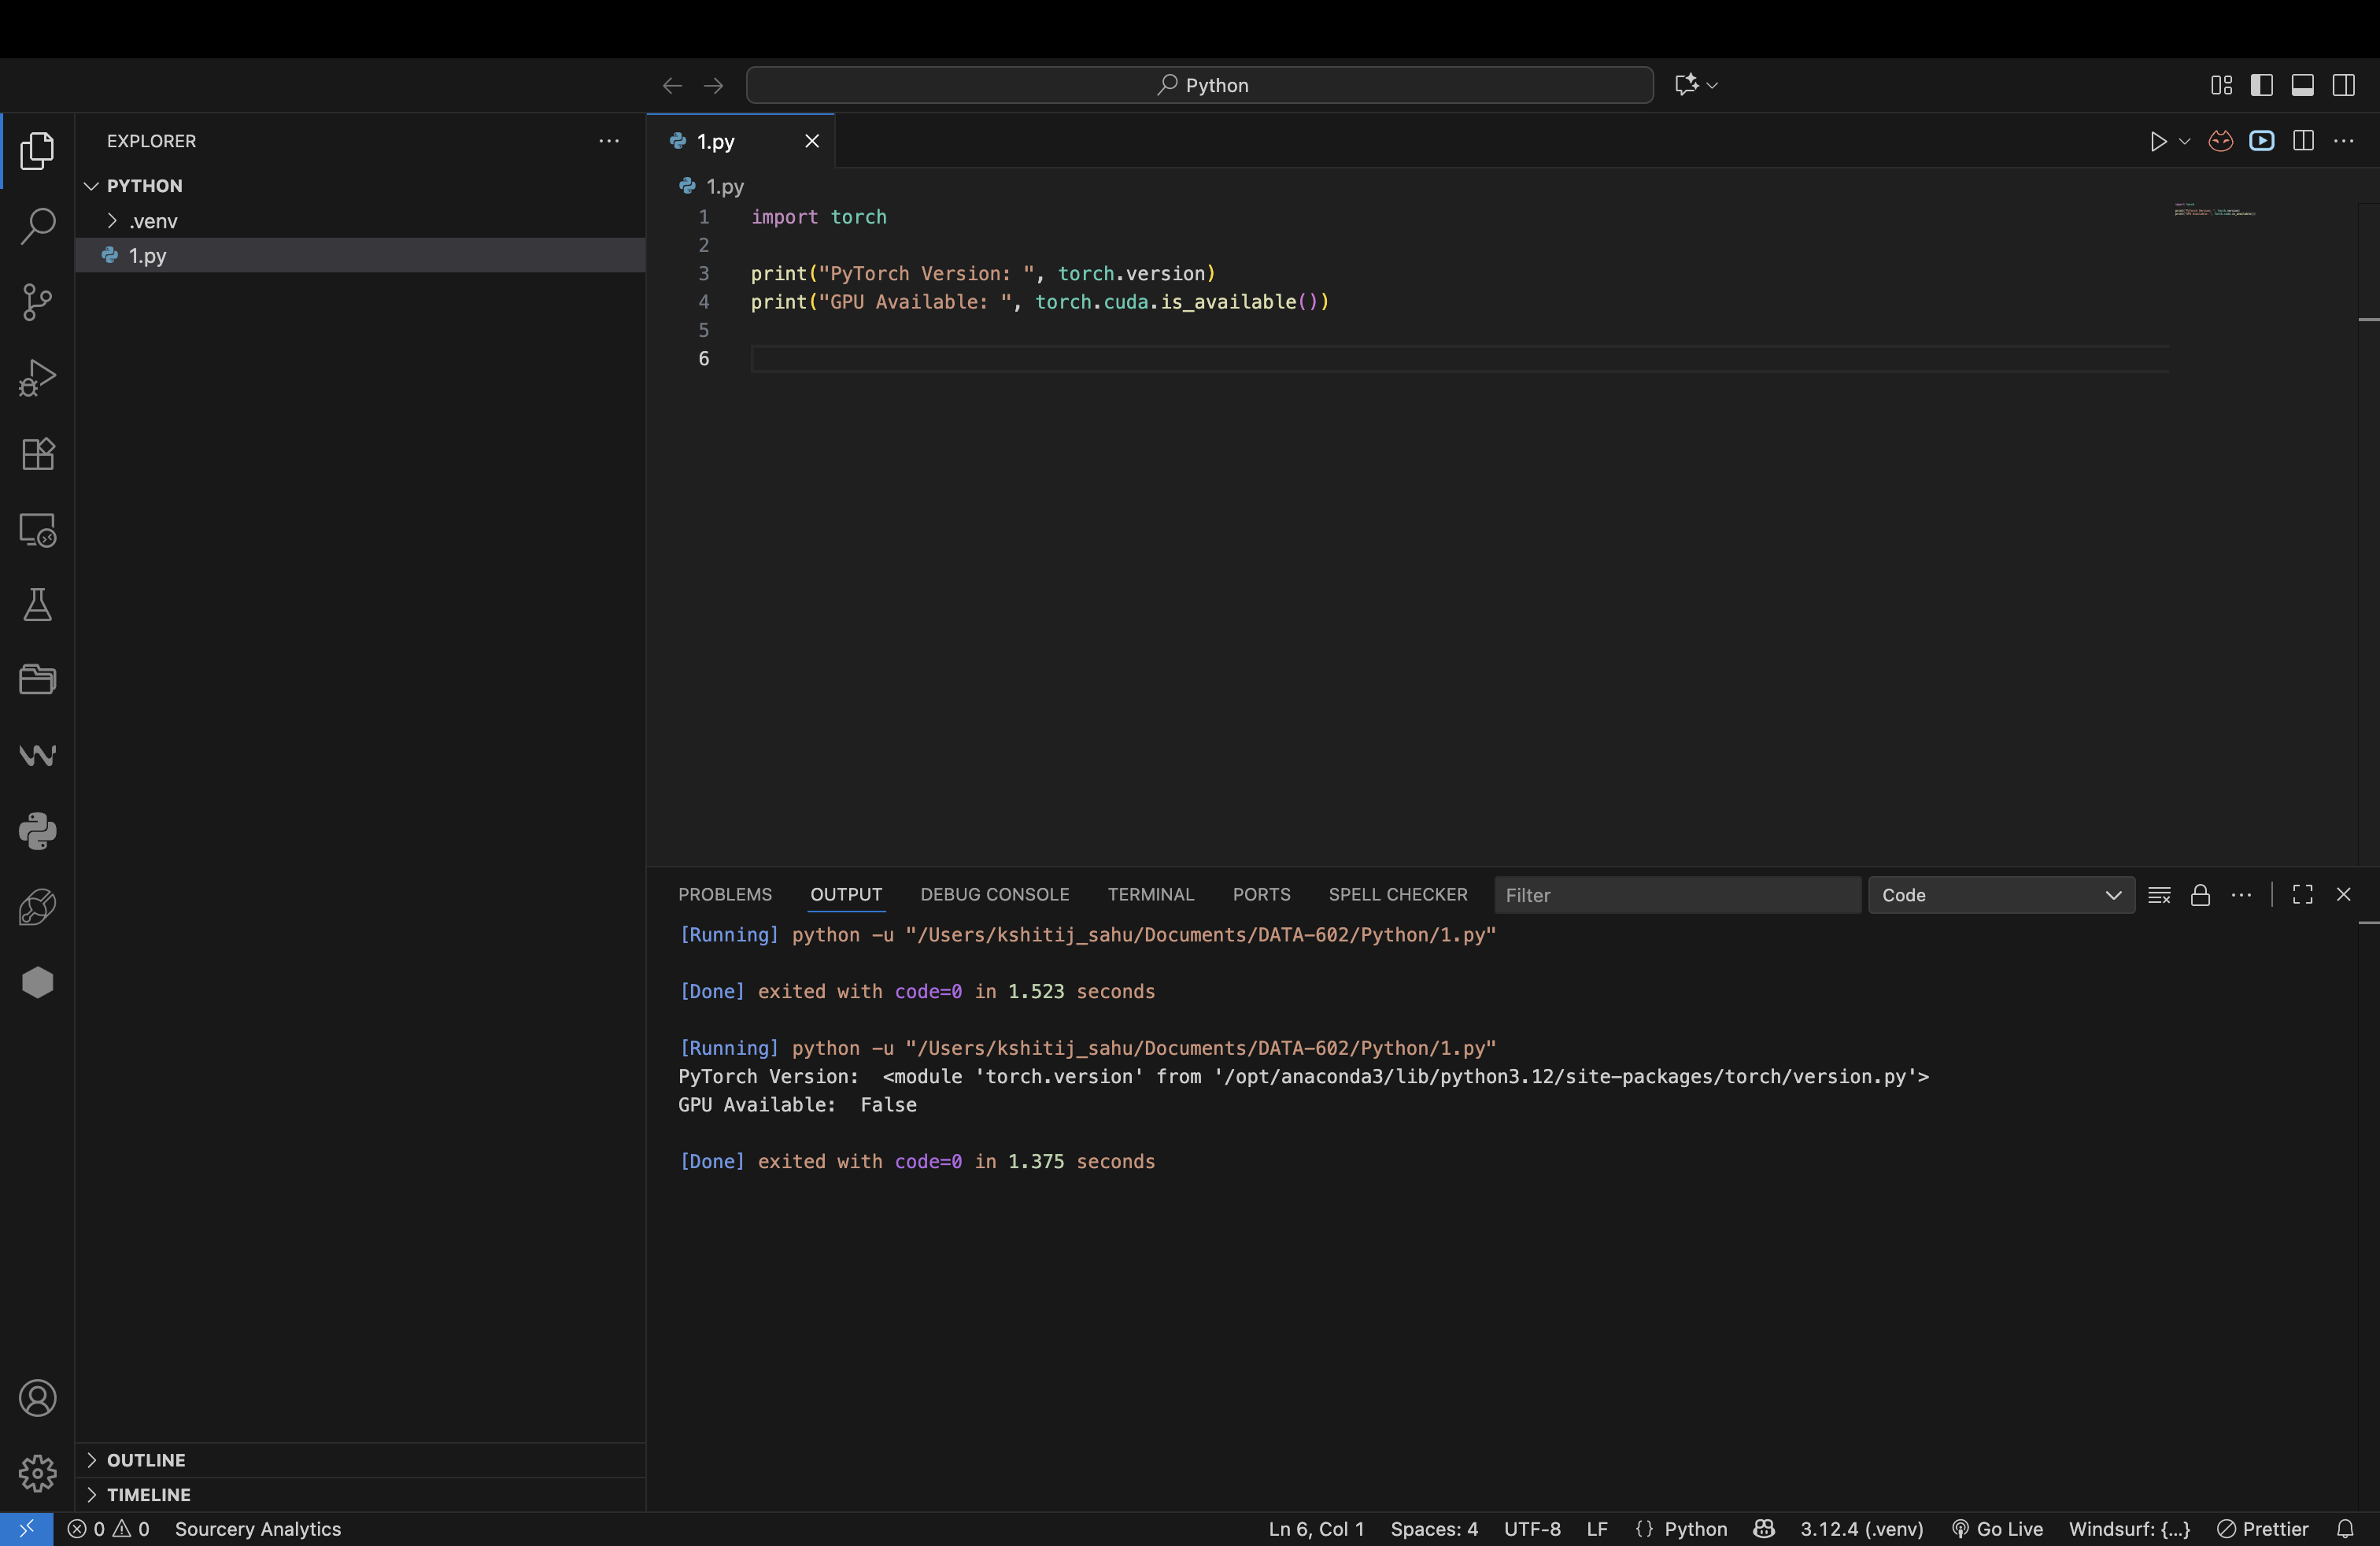 Python
EXPLORER
PYTHON
.venv
1.py
1.py
1.py
1 import torch
2
3 print("PyTorch Version: ", torch.version)
4 print("GPU Available: ", torch.cuda.is_available())
5
6
PROBLEMS OUTPUT DEBUG CONSOLE TERMINAL PORTS SPELL CHECKER Filter Code
[Running] python -u "/Users/kshitij_sahu/Documents/DATA-602/Python/1.py"
[Done] exited with code=0 in 1.523 seconds
[Running] python -u "/Users/kshitij_sahu/Documents/DATA-602/Python/1.py"
PyTorch Version:  <module 'torch.version' from '/opt/anaconda3/lib/python3.12/site-packages/torch/version.py'>
GPU Available:  False
[Done] exited with code=0 in 1.375 seconds
OUTLINE
TIMELINE
0 0 Sourcery Analytics Ln 6, Col 1 Spaces: 4 UTF-8 LF {} Python 3.12.4 (.venv) Go Live Windsurf: {...} Prettier